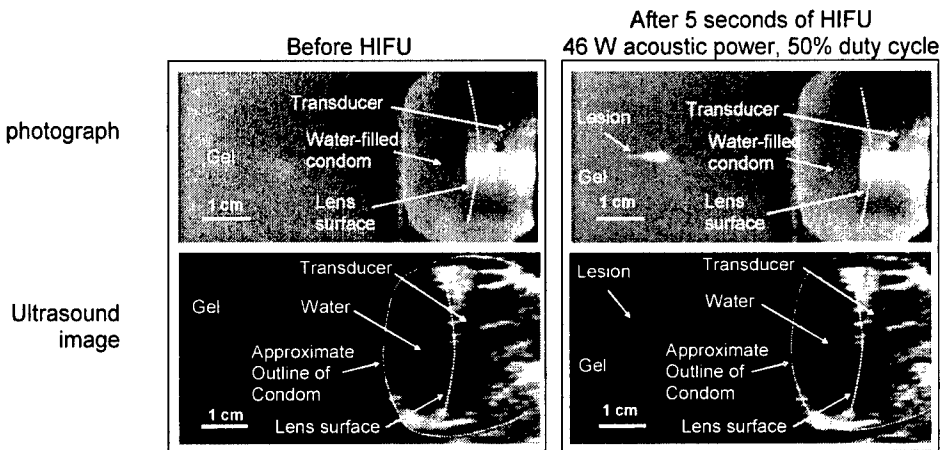 Before HIFU
After 5 seconds of HIFU
46 W acoustic power, 50% duty cycle
photograph
Transducer
Water-filled
condom
Gel
1 cm
Lens
surface
Lesion
Transducer
Water-filled
condom
Gel
1 cm
Lens
surface
Ultrasound
image
Transducer
Gel
Water
Approximate
Outline of
Condom
1 cm
Lens surface
Lesion
Transducer
Water
Gel
Approximate
Outline of
Condom
1 cm
Lens surface